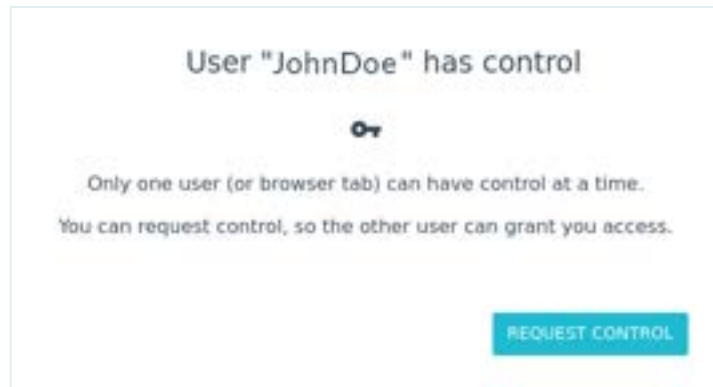 User "JohnDoe" has control
Only one user (or browser tab) can have control at a time.
You can request control, so the other user can grant you access.
REQUEST CONTROL